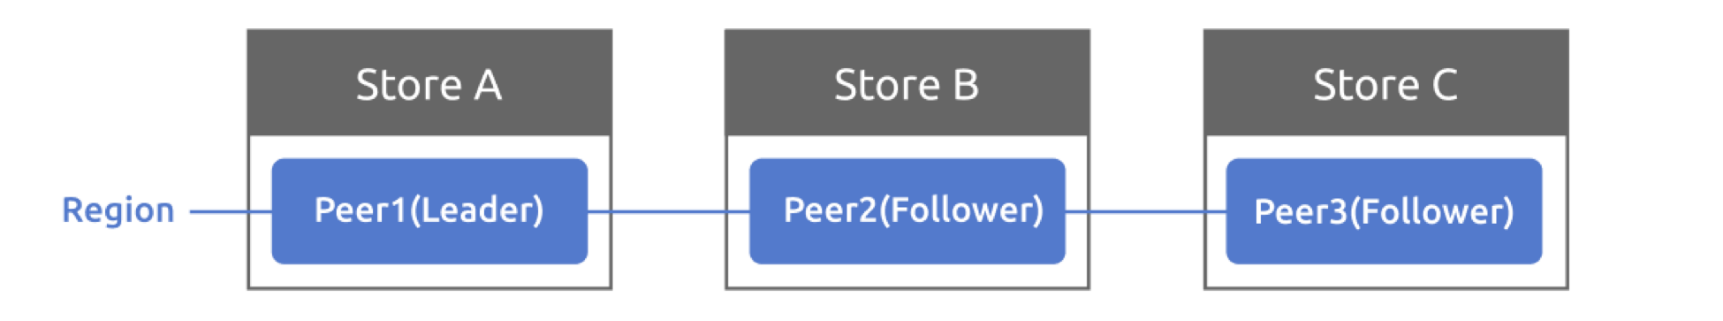 Store A
Store B
Store C
Region
Peer1(Leader)
Peer2(Follower)
Peer3(Follower)